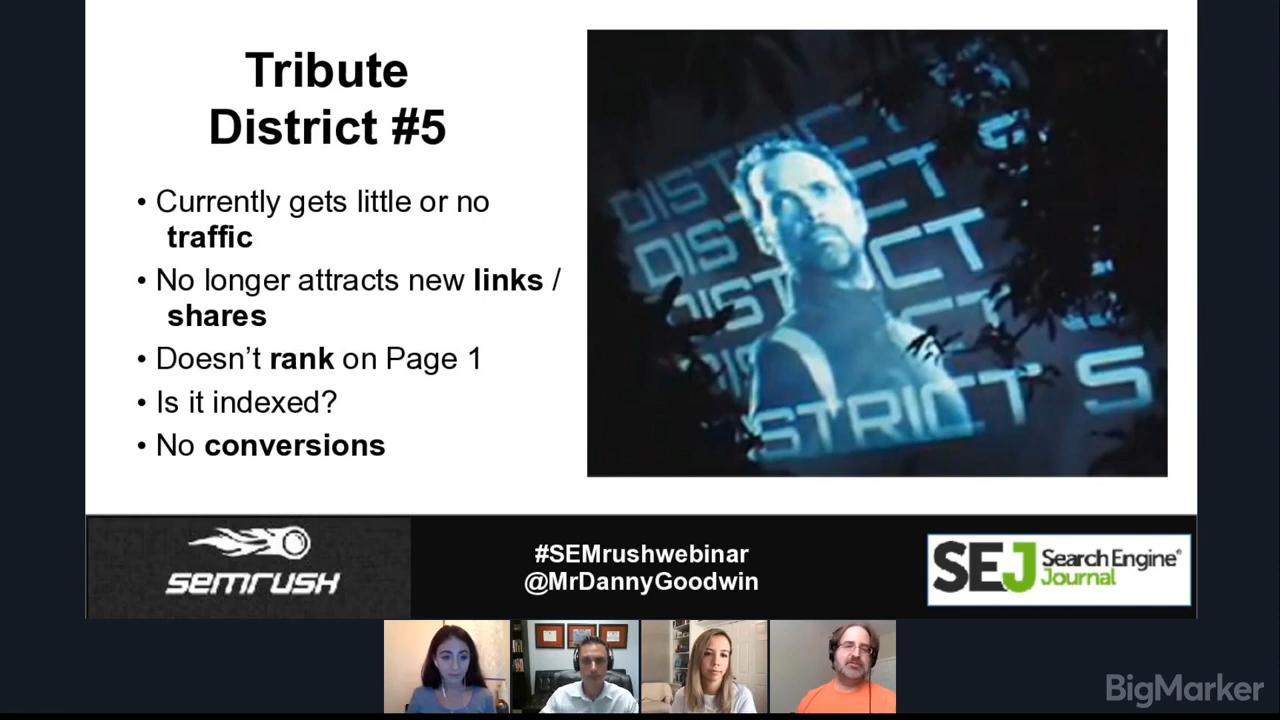 Tribute
District #5
• Currently gets little or no
traffic
• No longer attracts new links /
shares
• Doesn’t rank on Page 1
• Is it indexed?
• No conversions
DISTRICT
DISTRICT
DISTRICT
DISTRICT 5
SEMRUSH
#SEMrushwebinar
@MrDannyGoodwin
SEJ Search Engine®
Journal
BigMarker